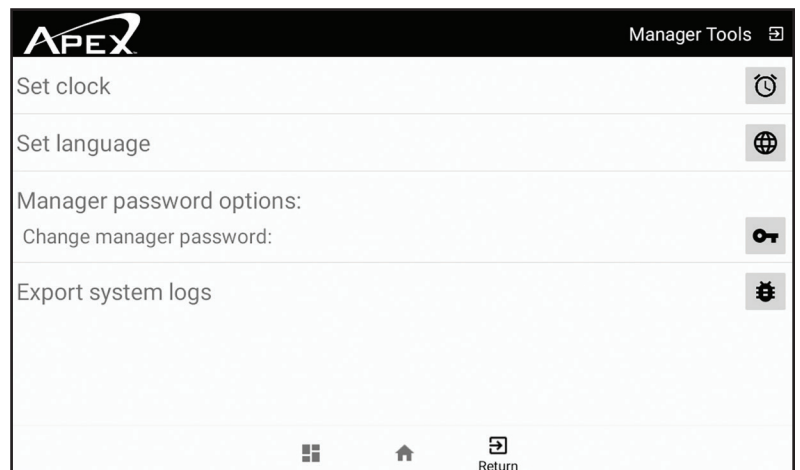 APEX
Manager Tools
Set clock
Set language
Manager password options:
Change manager password:
Export system logs
Return